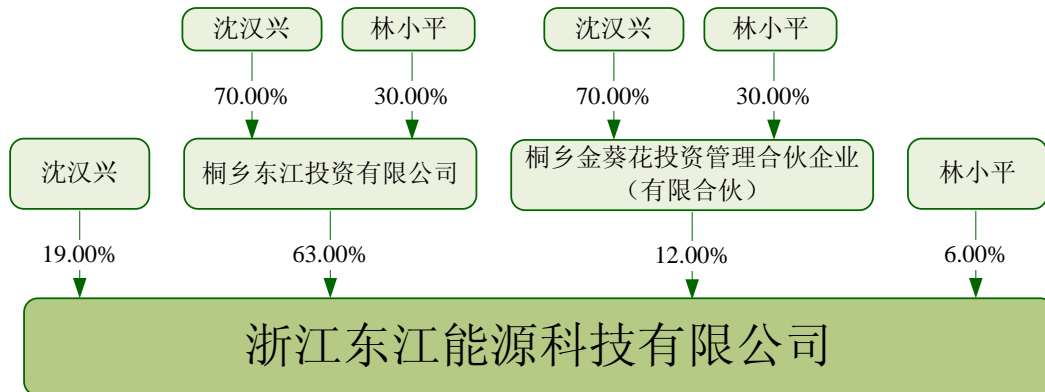 沈汉兴
林小平
沈汉兴
林小平
70.00%
30.00%
70.00%
30.00%
沈汉兴
桐乡东江投资有限公司
桐乡金葵花投资管理合伙企业
（有限合伙）
林小平
19.00%
63.00%
12.00%
6.00%
浙江东江能源科技有限公司